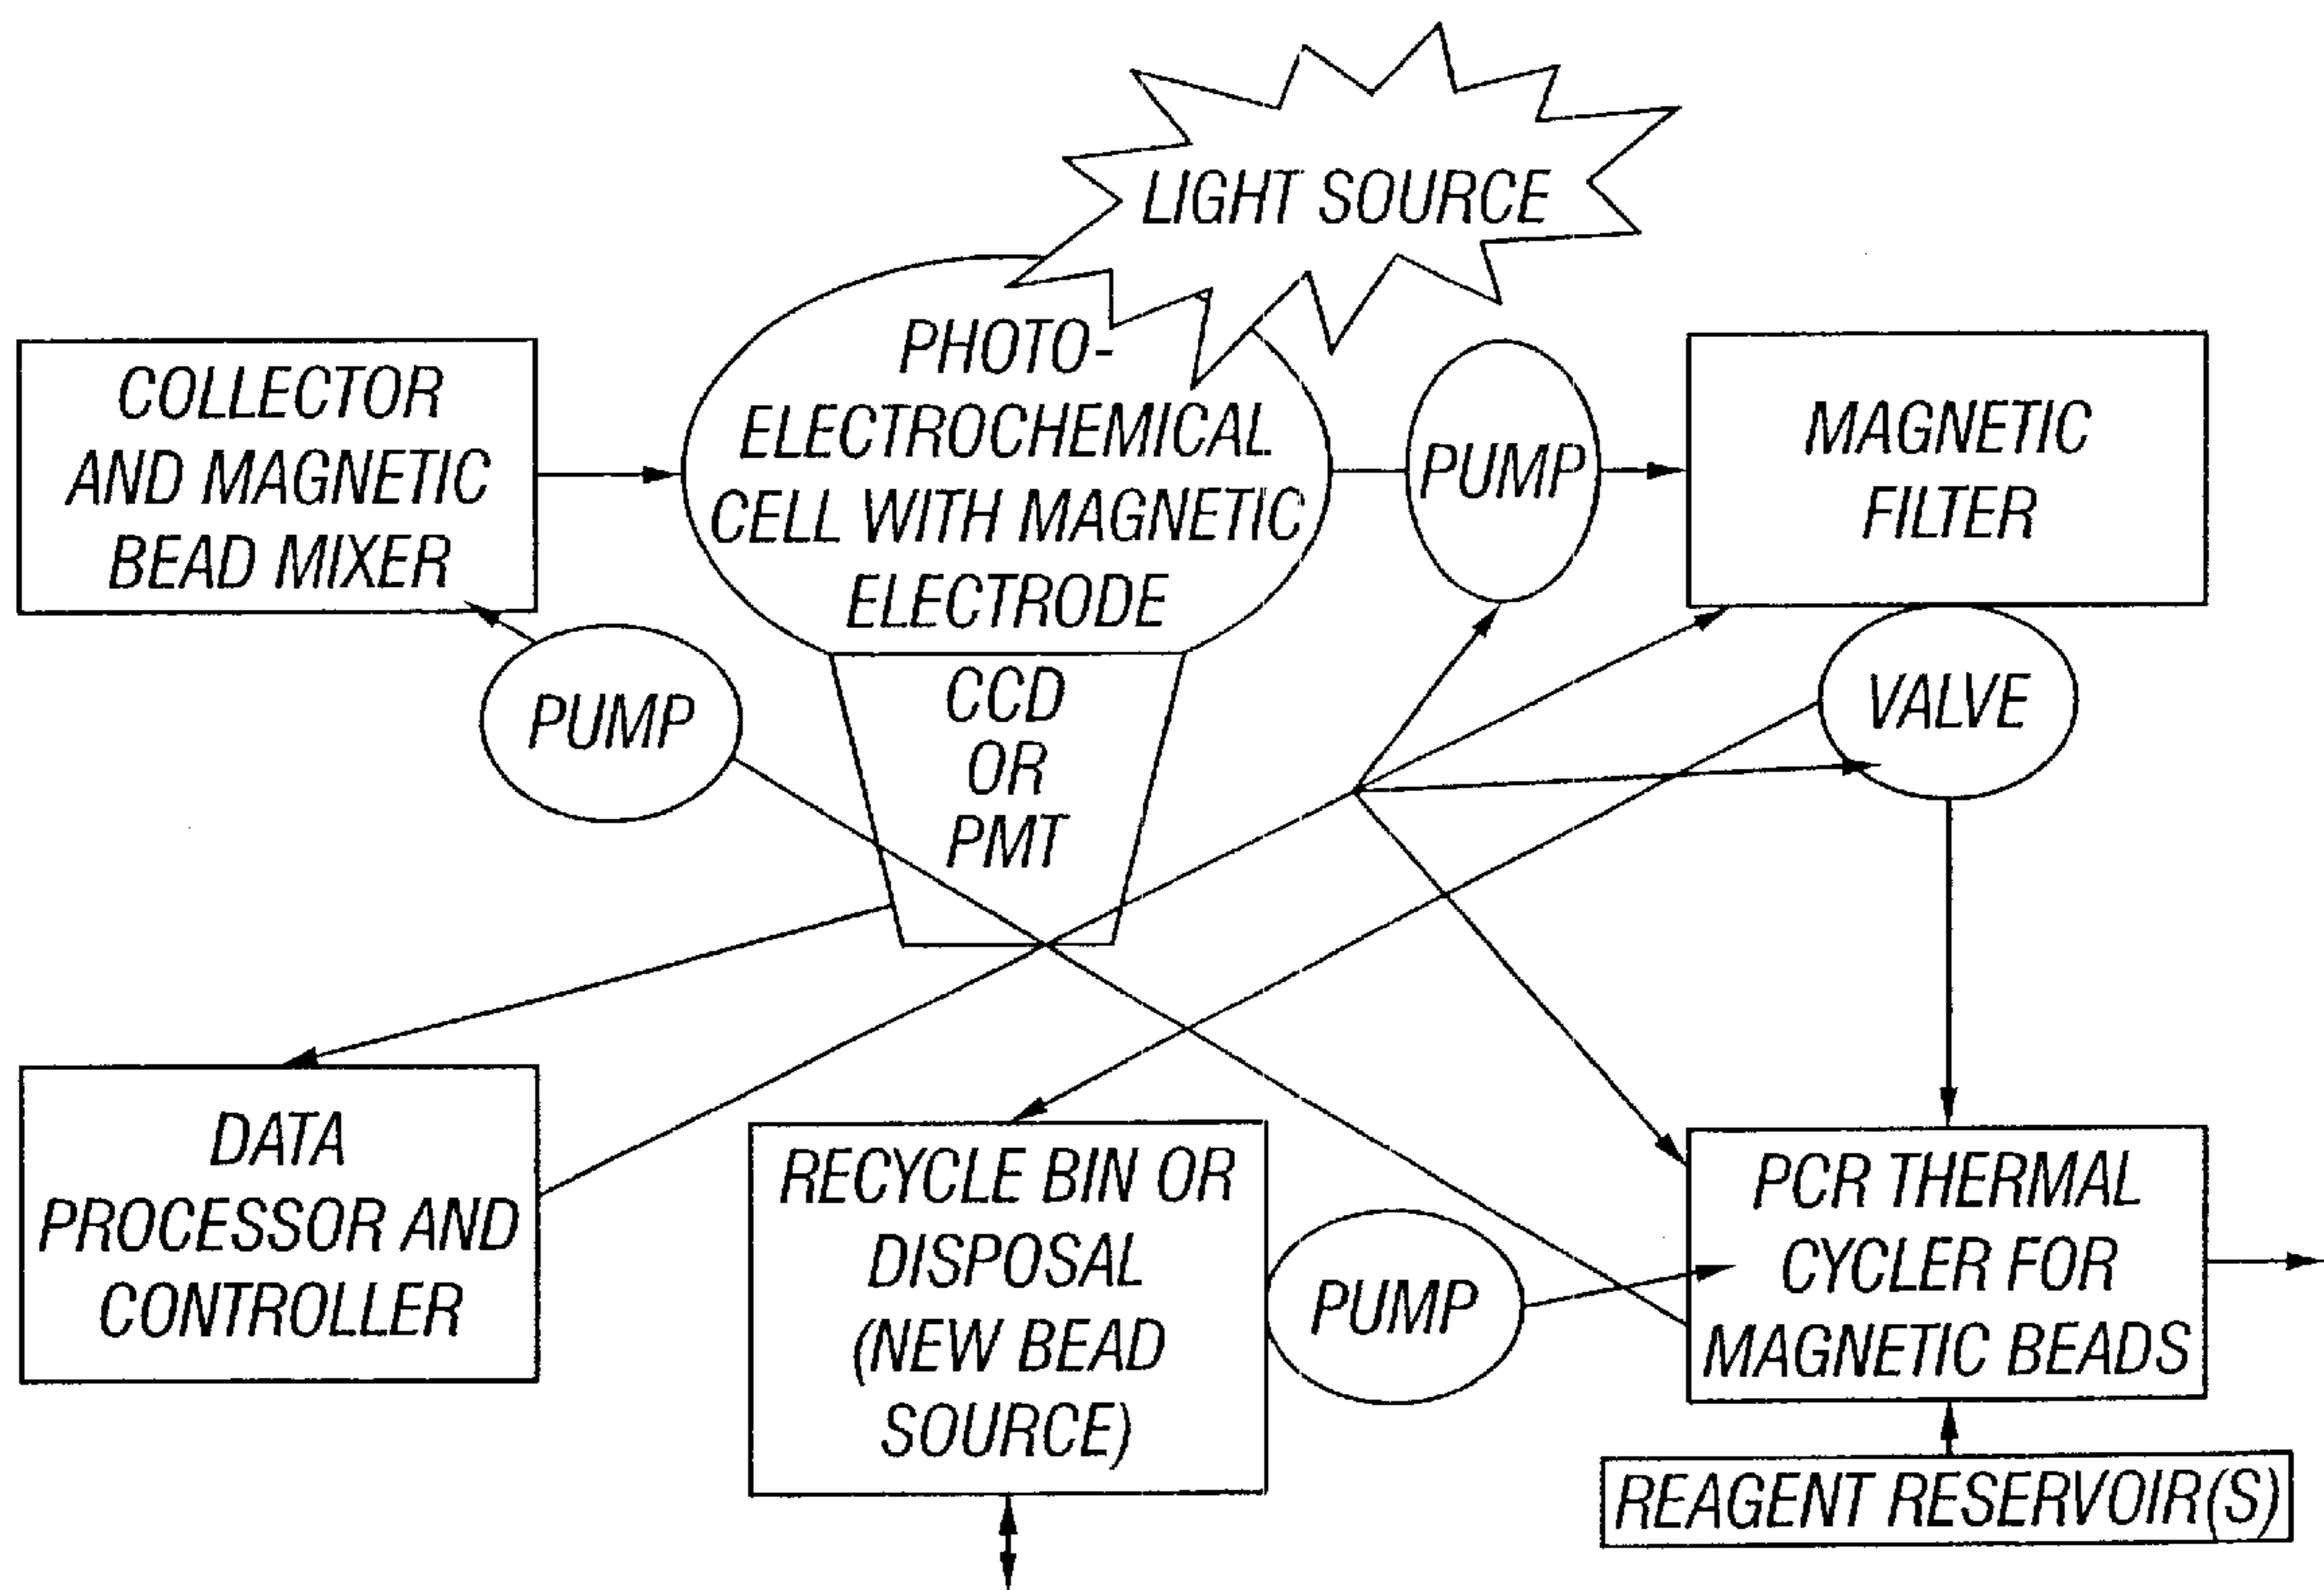 LIGHT SOURCE
COLLECTOR
AND MAGNETIC
BEAD MIXER
PHOTO-
ELECTROCHEMICAL
CELL WITH MAGNETIC
ELECTRODE
PUMP
MAGNETIC
FILTER
PUMP
CCD
OR
PMT
VALVE
DATA
PROCESSOR AND
CONTROLLER
RECYCLE BIN OR
DISPOSAL
(NEW BEAD
SOURCE)
PUMP
PCR THERMAL
CYCLER FOR
MAGNETIC BEADS
REAGENT RESERVOIR(S)